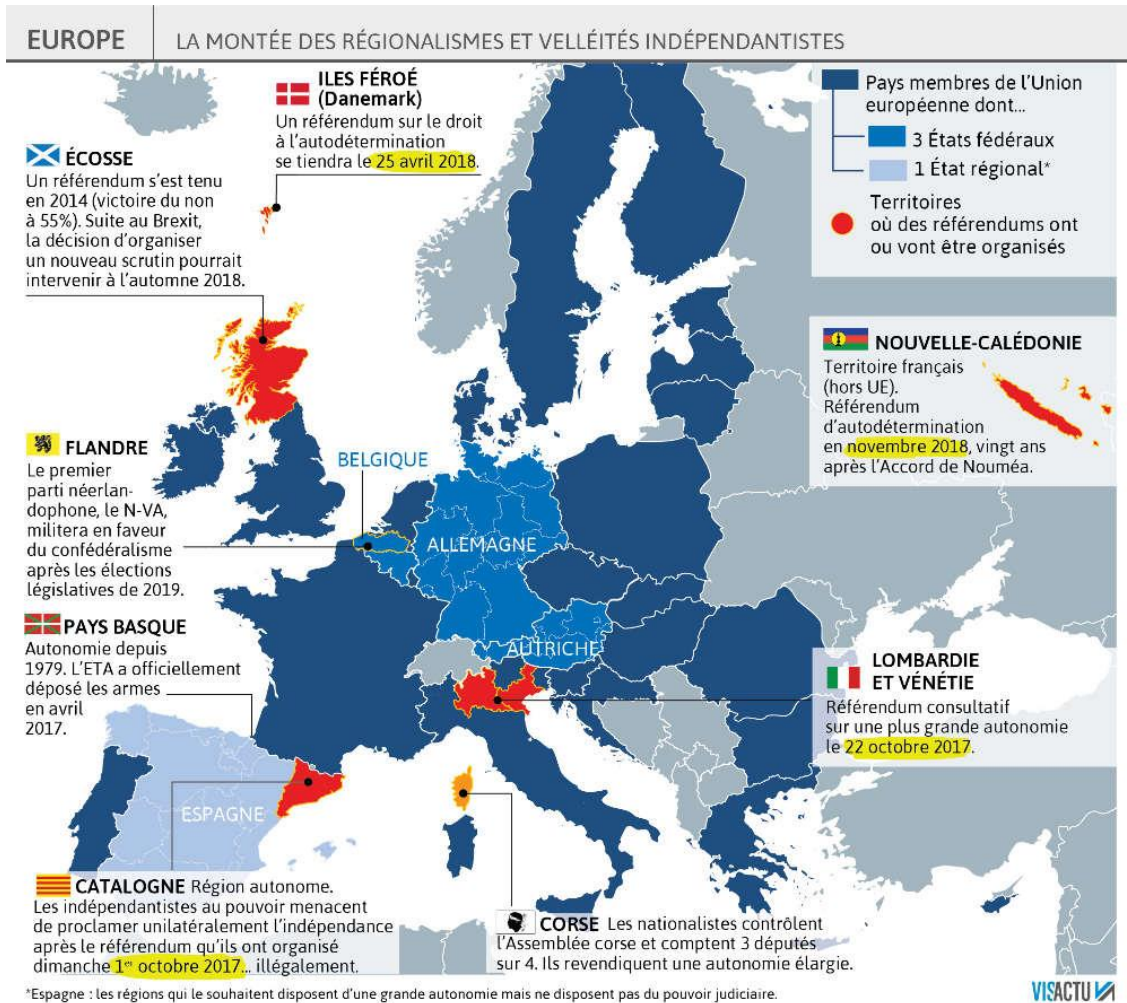 EUROPE
LA MONTÉE DES RÉGIONALISMES ET VELLÉITÉS INDÉPENDANTISTES
ILES FÉROÉ
(Danemark)
Un référendum sur le droit
à l'autodétermination
se tiendra le 25 avril 2018.
Pays membres de l'Union
européenne dont...
3 États fédéraux
1 État régional*
Territoires
où des référendums ont
ou vont être organisés
ÉCOSSE
Un référendum s'est tenu
en 2014 (victoire du non
à 55%). Suite au Brexit,
la décision d'organiser
un nouveau scrutin pourrait
intervenir à l'automne 2018.
NOUVELLE-CALÉDONIE
Territoire français
(hors UE).
Référendum
d'autodétermination
en novembre 2018, vingt ans
après l'Accord de Nouméa.
FLANDRE
Le premier
parti néerlan-
dophone, le N-VA,
militera en faveur
du confédéralisme
après les élections
législatives de 2019.
BELGIQUE
ALLEMAGNE
AUTRICHE
PAYS BASQUE
Autonomie depuis
1979. L'ETA a officiellement
déposé les armes
en avril
2017.
LOMBARDIE
ET VÉNÉTIE
Référendum consultatif
sur une plus grande autonomie
le 22 octobre 2017.
ESPAGNE
CATALOGNE Région autonome.
Les indépendantistes au pouvoir menacent
de proclamer unilatéralement l'indépendance
après le référendum qu'ils ont organisé
dimanche 1er octobre 2017... illégalement.
CORSE Les nationalistes contrôlent
l'Assemblée corse et comptent 3 députés
sur 4. Ils revendiquent une autonomie élargie.
*Espagne : les régions qui le souhaitent disposent d'une grande autonomie mais ne disposent pas du pouvoir judiciaire.
VISACTU